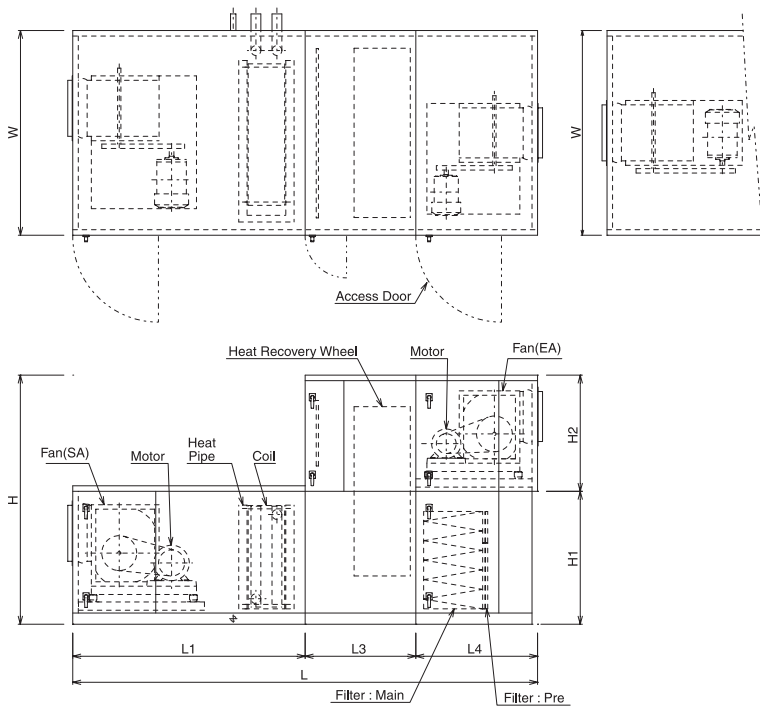 W
W
Access Door
Heat Recovery Wheel
Motor
Fan(EA)
Heat
Pipe
Coil
Fan(SA)
Motor
H
H2
H1
L1
L3
L4
L
Filter : Main
Filter : Pre